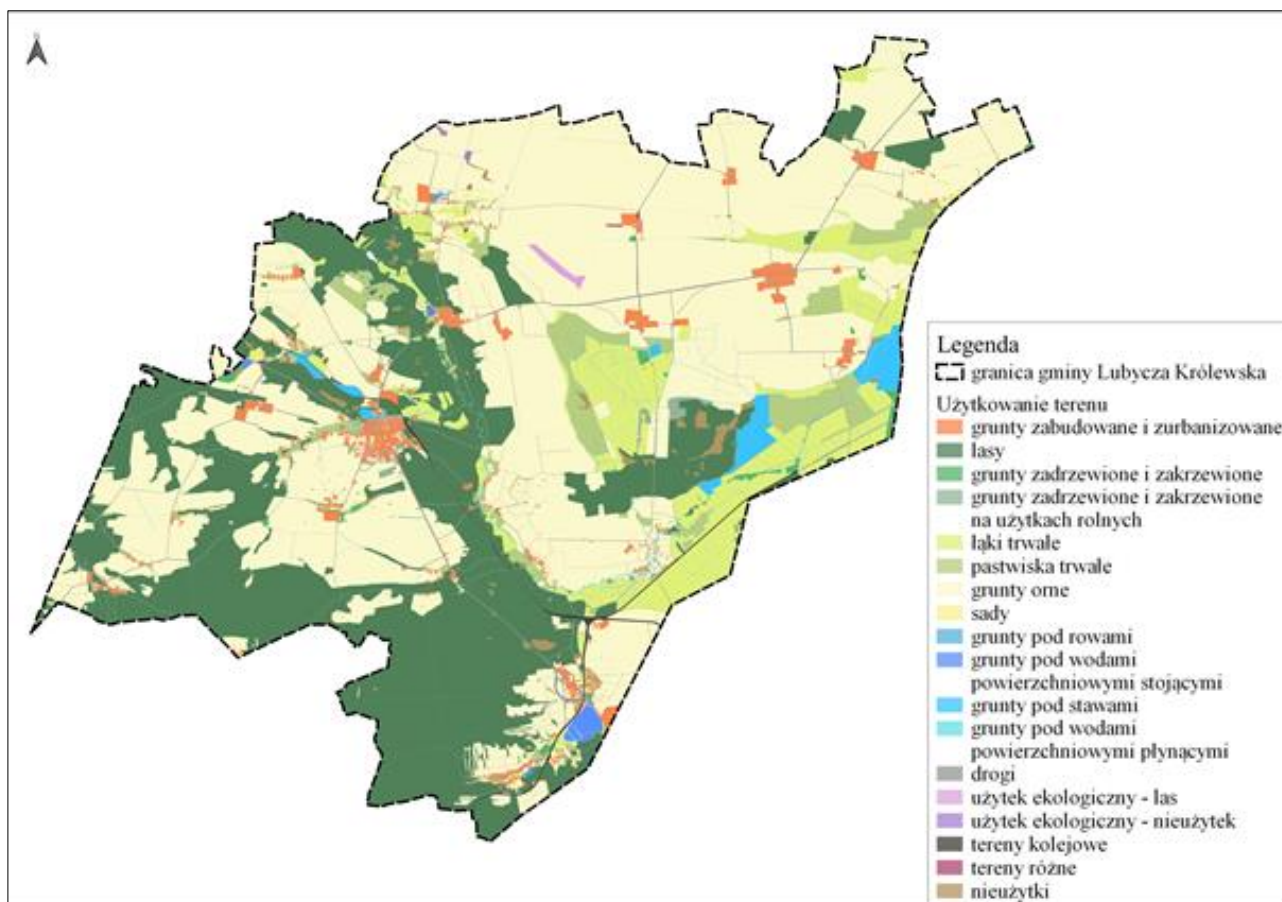 Legenda
granica gminy Lubycza Królewska
Użytkowanie terenu
grunty zabudowane i zurbanizowane
lasy
grunty zadrzewione i zakrzewione
grunty zadrzewione i zakrzewione
na użytkach rolnych
łąki trwałe
pastwiska trwałe
grunty orne
sady
grunty pod rowami
grunty pod wodami
powierzchniowymi stojącymi
grunty pod stawami
grunty pod wodami
powierzchniowymi płynącymi
drogi
użytek ekologiczny - las
użytek ekologiczny - nieużytek
tereny kolejowe
tereny różne
nieużytki